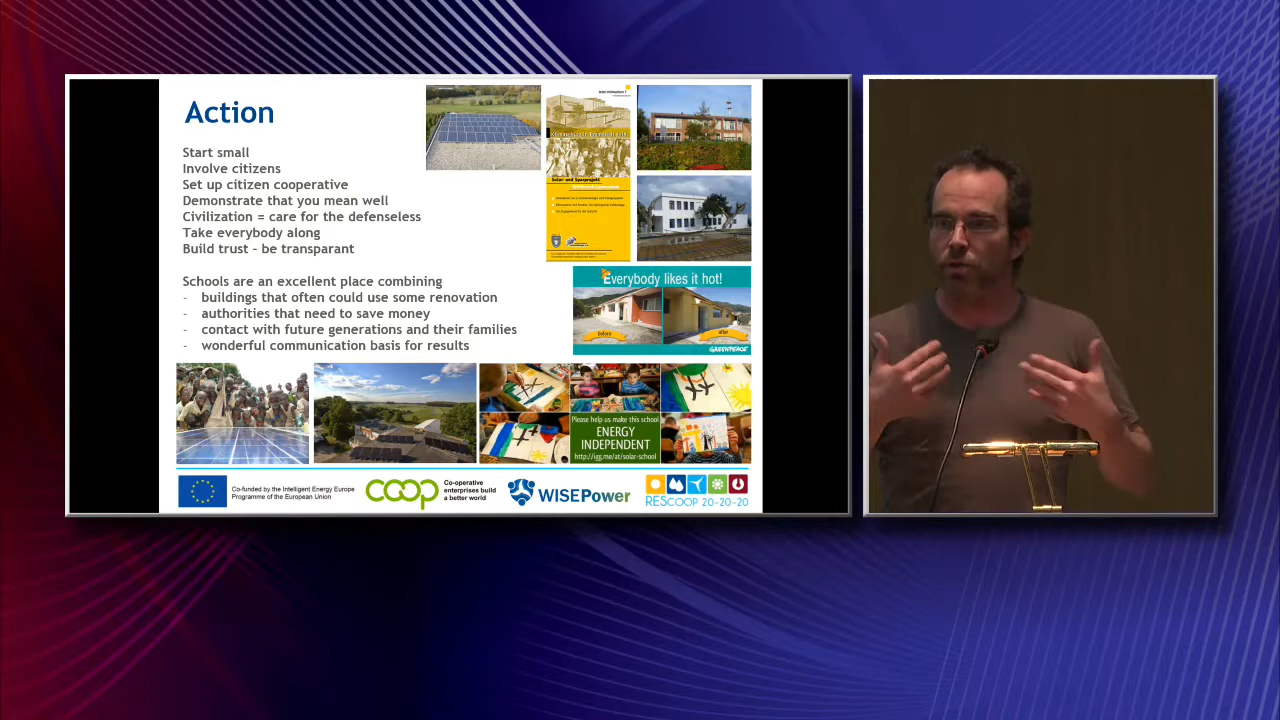 Action
Start small
Involve citizens
Set up citizen cooperative
Demonstrate that you mean well
Civilization = care for the defenseless
Take everybody along
Build trust – be transparant
Schools are an excellent place combining
- buildings that often could use some renovation
- authorities that need to save money
- contact with future generations and their families
- wonderful communication basis for results
Solar- und Sparprojekt
Everybody likes it hot!
before
after
GREENPEACE
Please help us make this school
ENERGY
INDEPENDENT
http://igg.me/at/solar-school
Co-funded by the Intelligent Energy Europe
Programme of the European Union
coop
Co-operative
enterprises build
a better world
WISEPower
REScoop 20-20-20